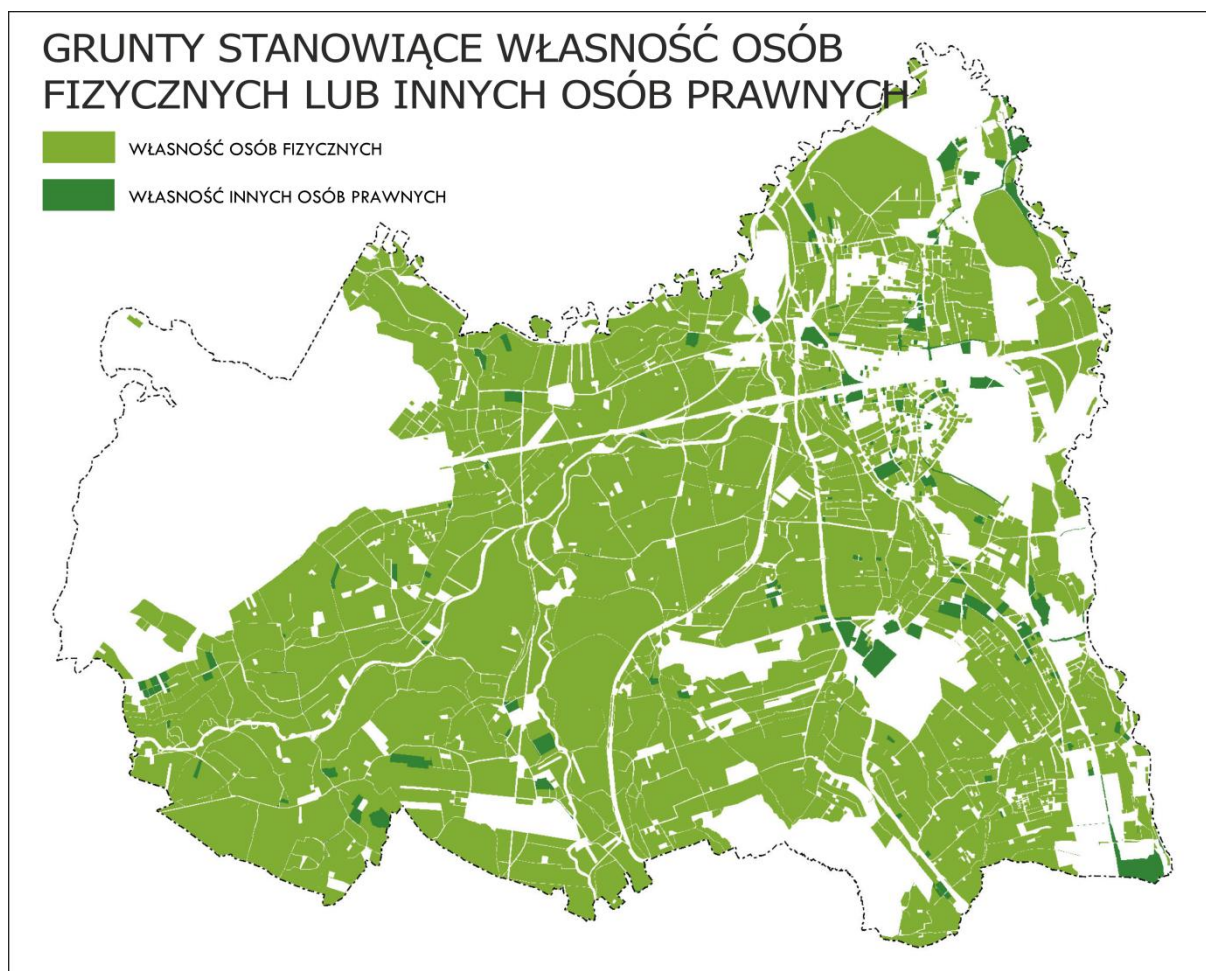 GRUNTY STANOWIĄCE WŁASNOŚĆ OSÓB
FIZYCZNYCH LUB INNYCH OSÓB PRAWNYCH
WŁASNOŚĆ OSÓB FIZYCZNYCH
WŁASNOŚĆ INNYCH OSÓB PRAWNYCH